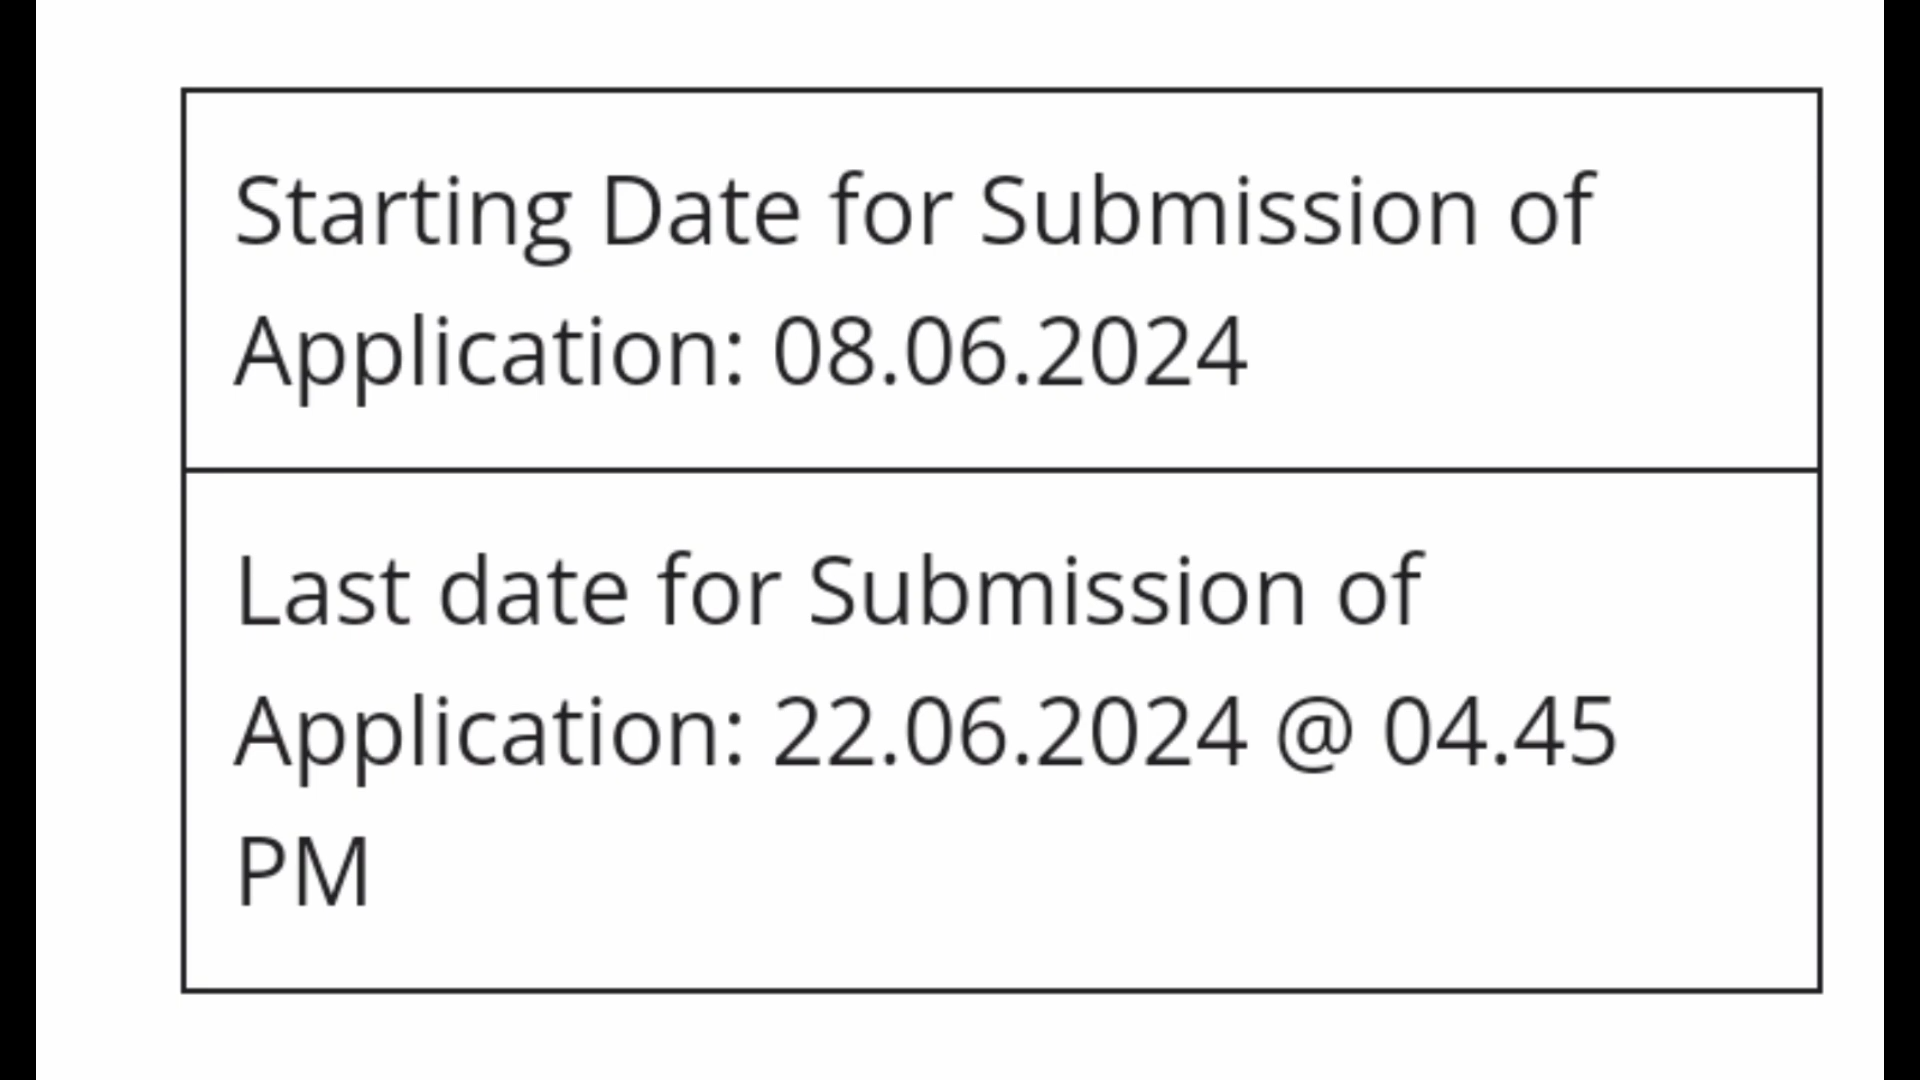 Starting Date for Submission of
Application: 08.06.2024
Last date for Submission of
Application: 22.06.2024 @ 04.45
PM